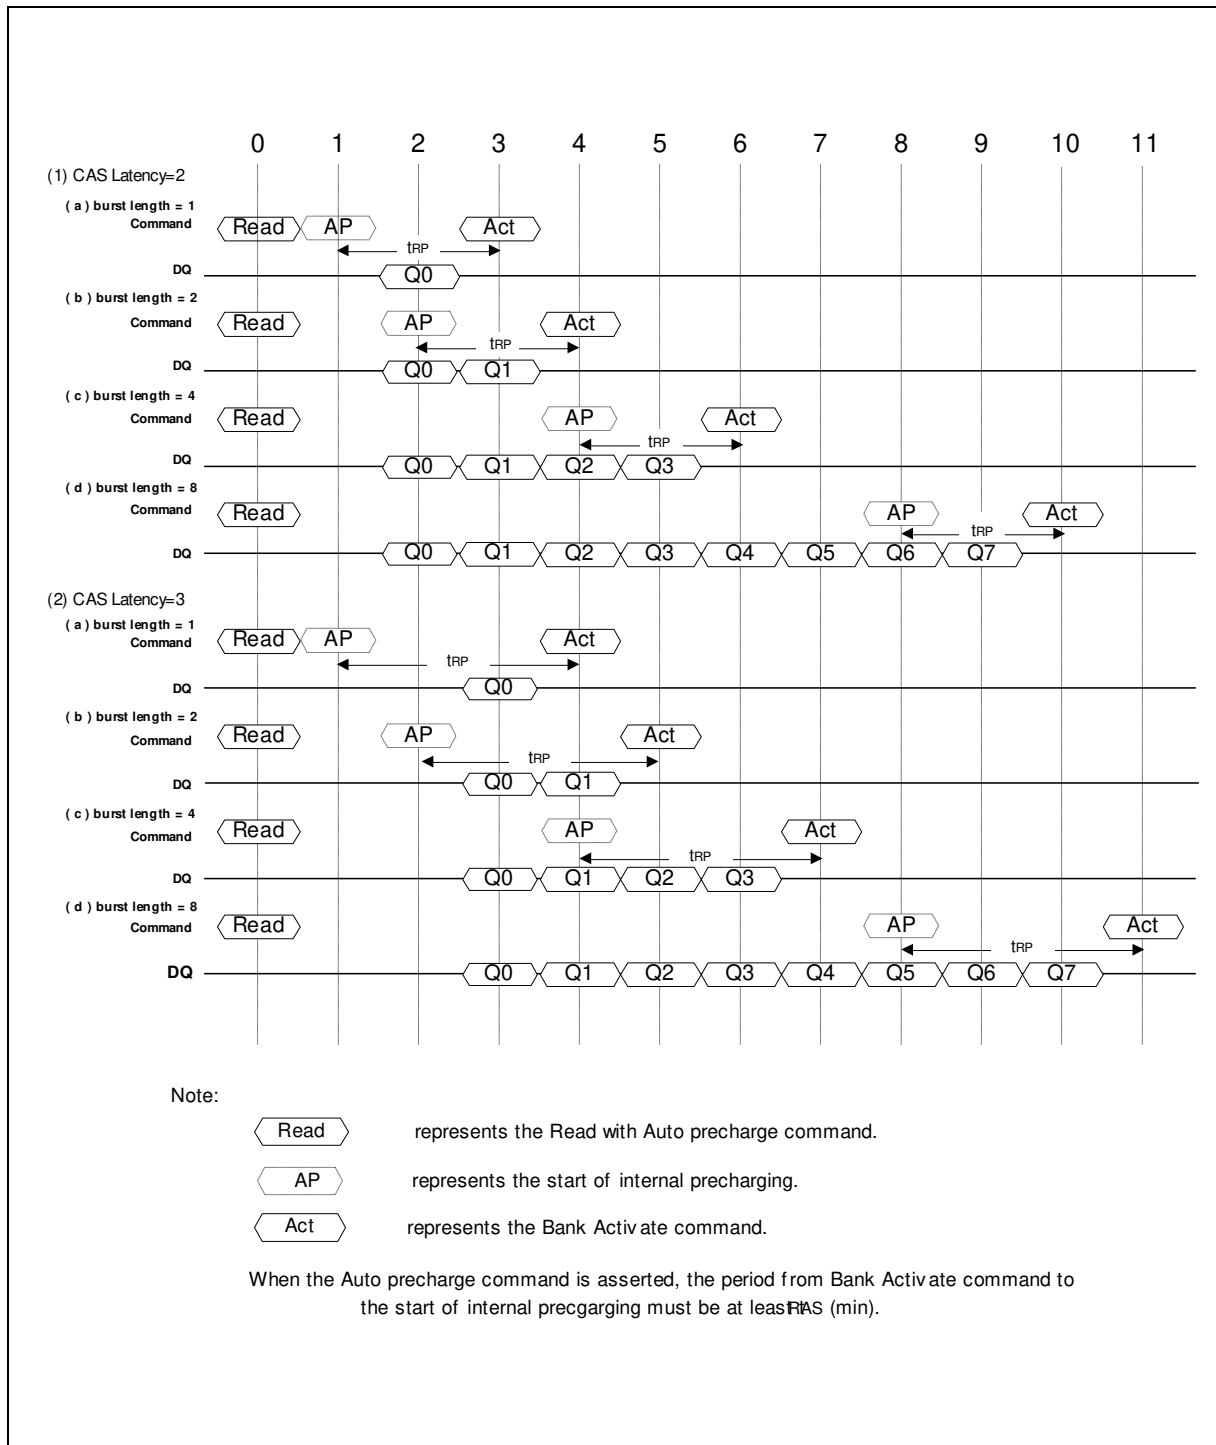 0 1 2 3 4 5 6 7 8 9 10 11
(1) CAS Latency=2
( a ) burst length = 1
Command Read AP Act
tRP
DQ Q0
( b ) burst length = 2
Command Read AP Act
tRP
DQ Q0 Q1
( c ) burst length = 4
Command Read AP Act
tRP
DQ Q0 Q1 Q2 Q3
( d ) burst length = 8
Command Read AP Act
tRP
DQ Q0 Q1 Q2 Q3 Q4 Q5 Q6 Q7
(2) CAS Latency=3
( a ) burst length = 1
Command Read AP Act
tRP
DQ Q0
( b ) burst length = 2
Command Read AP Act
tRP
DQ Q0 Q1
( c ) burst length = 4
Command Read AP Act
tRP
DQ Q0 Q1 Q2 Q3
( d ) burst length = 8
Command Read AP Act
tRP
DQ Q0 Q1 Q2 Q3 Q4 Q5 Q6 Q7
Note:
Read represents the Read with Auto precharge command.
AP represents the start of internal precharging.
Act represents the Bank Activate command.
When the Auto precharge command is asserted, the period from Bank Activate command to
the start of internal precgarging must be at least tRAS (min).